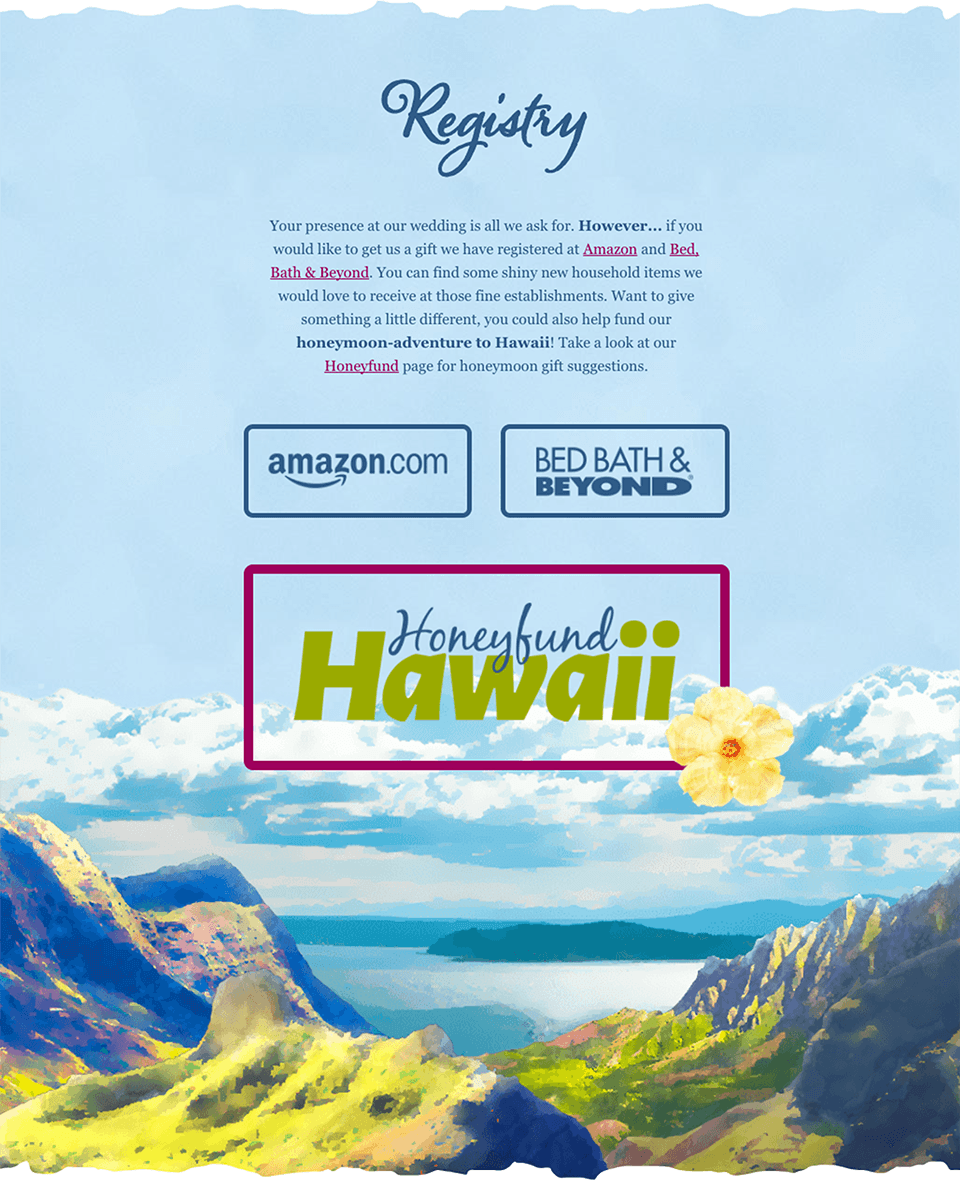 Registry
Your presence at our wedding is all we ask for. However... if you
would like to get us a gift we have registered at Amazon and Bed,
Bath & Beyond. You can find some shiny new household items we
would love to receive at those fine establishments. Want to give
something a little different, you could also help fund our
honeymoon-adventure to Hawaii! Take a look at our
Honeyfund page for honeymoon gift suggestions.
amazon.com
BED BATH &
BEYOND®
Honeyfund
Hawaii